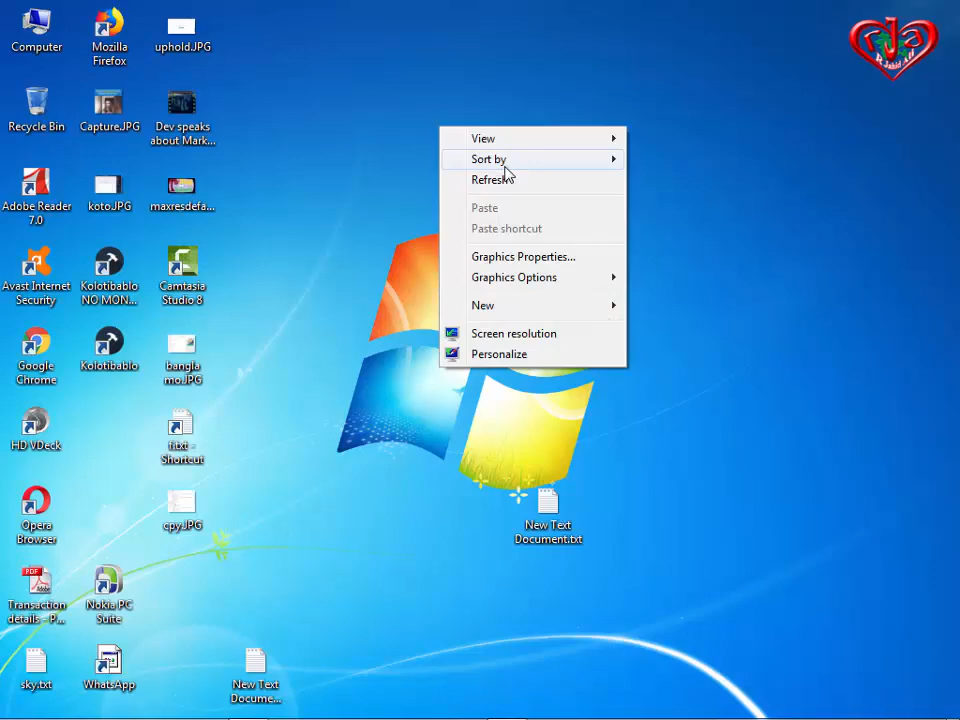 Computer
Mozilla
Firefox
uphold.JPG
Recycle Bin
Capture.JPG
Dev speaks
about Mark...
Adobe Reader
7.0
koto.JPG
maxresdefa...
Avast Internet
Security
Kolotibablo
NO MON...
Camtasia
Studio 8
Google
Chrome
Kolotibablo
bangla
mo.JPG
HD VDeck
Shortcut
Opera
Browser
cpy.JPG
PDF
Adobe
Transaction
details - P...
Nokia PC
Suite
sky.txt
WhatsApp
New Text
Docume...
New Text
Document.txt
View
Sort by
Refresh
Paste
Paste shortcut
Graphics Properties...
Graphics Options
New
Screen resolution
Personalize
rja